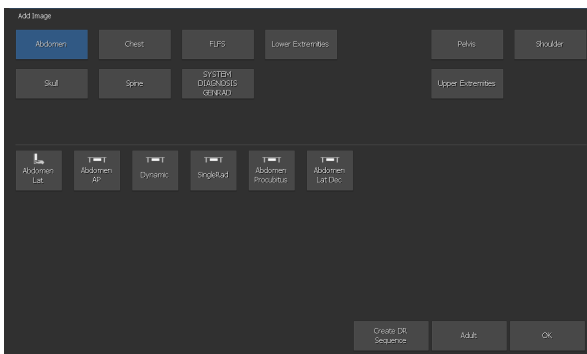 Add Image
Abdomen
Chest
FLFS
Lower Extremities
Pelvis
Shoulder
Skull
Spine
SYSTEM
DIAGNOSIS
GENRAD
Upper Extremities
Abdomen
Lat
Abdomen
AP
Dynamic
SingleRad
Abdomen
Procubitus
Abdomen
Lat Dec
Create DR
Sequence
Adult
OK